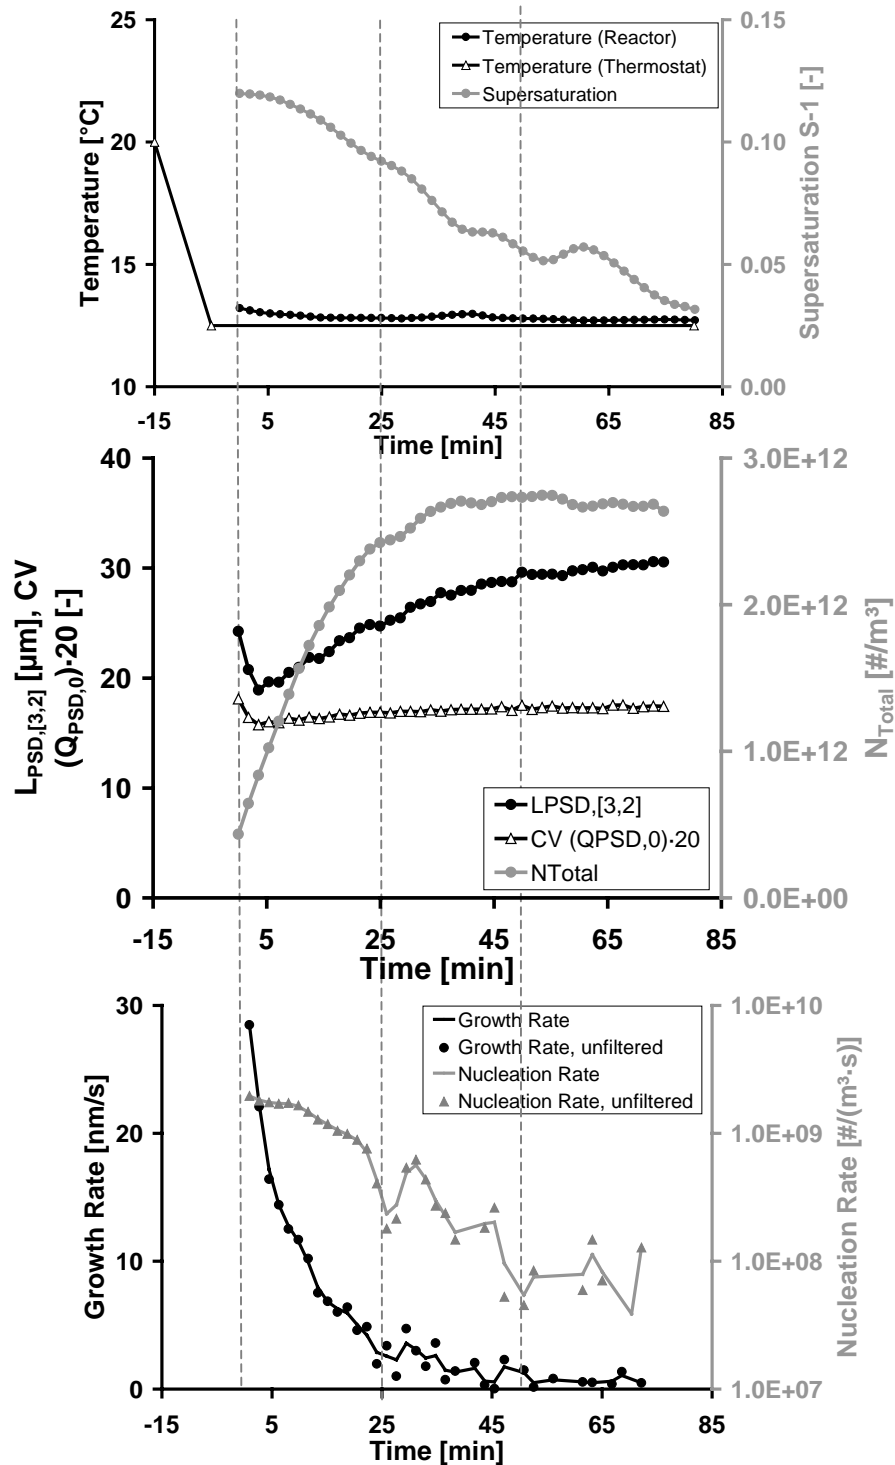 25
20
15
10
Temperature [°C]
Temperature (Reactor)
Temperature (Thermostat)
Supersaturation
0.15
0.10
0.05
0.00
Supersaturation S-1 [-]
-15 5 25 45 65 85
Time [min]
40
30
20
10
0
L_PSD,[3,2] [µm], CV
(Q_PSD,0)·20 [-]
3.0E+12
2.0E+12
1.0E+12
0.0E+00
N_Total [#/m³]
LPSD,[3,2]
CV (QPSD,0)·20
NTotal
-15 5 25 45 65 85
Time [min]
30
20
10
0
Growth Rate [nm/s]
Growth Rate
Growth Rate, unfiltered
Nucleation Rate
Nucleation Rate, unfiltered
1.0E+10
1.0E+09
1.0E+08
1.0E+07
Nucleation Rate [#/(m³·s)]
-15 5 25 45 65 85
Time [min]